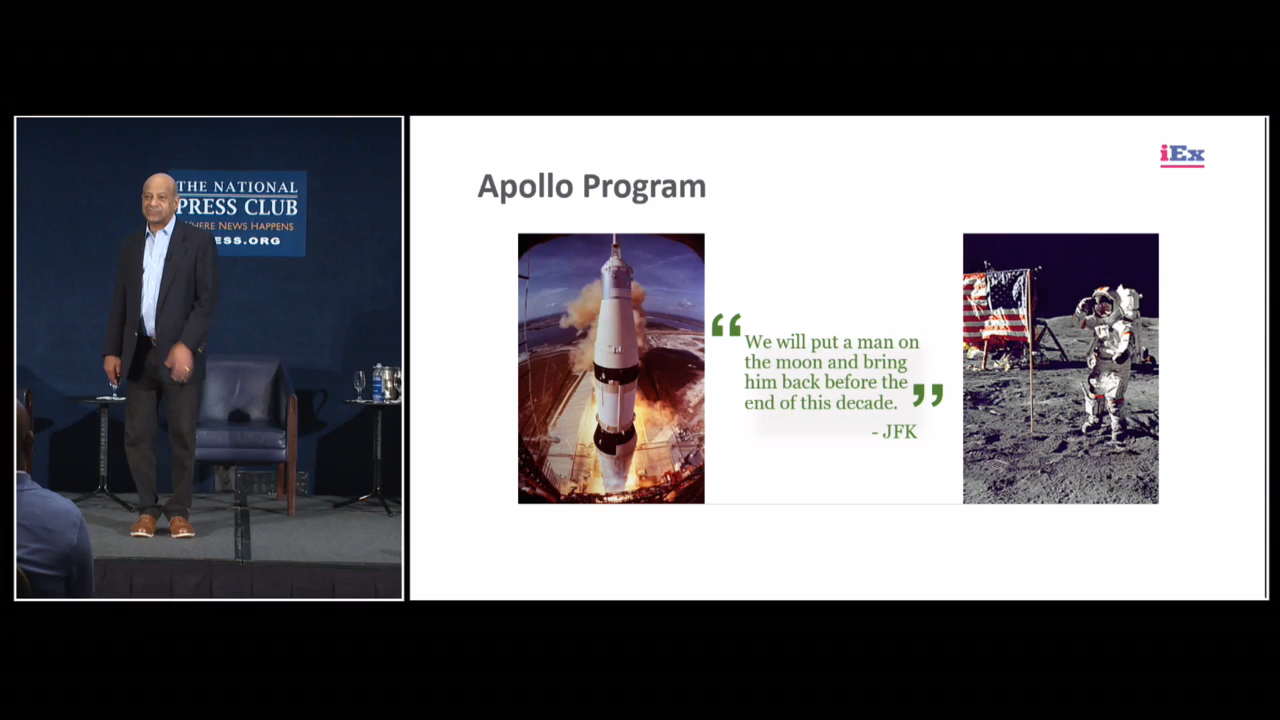 THE NATIONAL
PRESS CLUB
WHERE NEWS HAPPENS
ESS.ORG
iEx
Apollo Program
“We will put a man on
the moon and bring
him back before the
end of this decade.”
- JFK